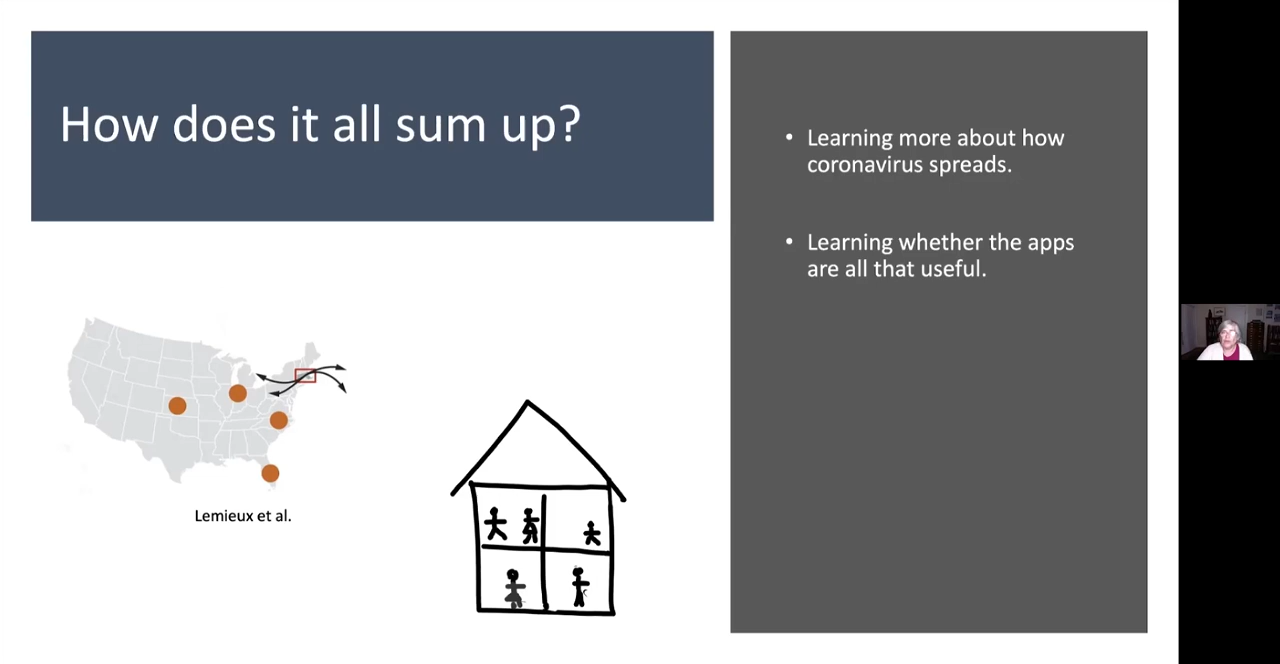 How does it all sum up?
• Learning more about how
coronavirus spreads.
• Learning whether the apps
are all that useful.
Lemieux et al.